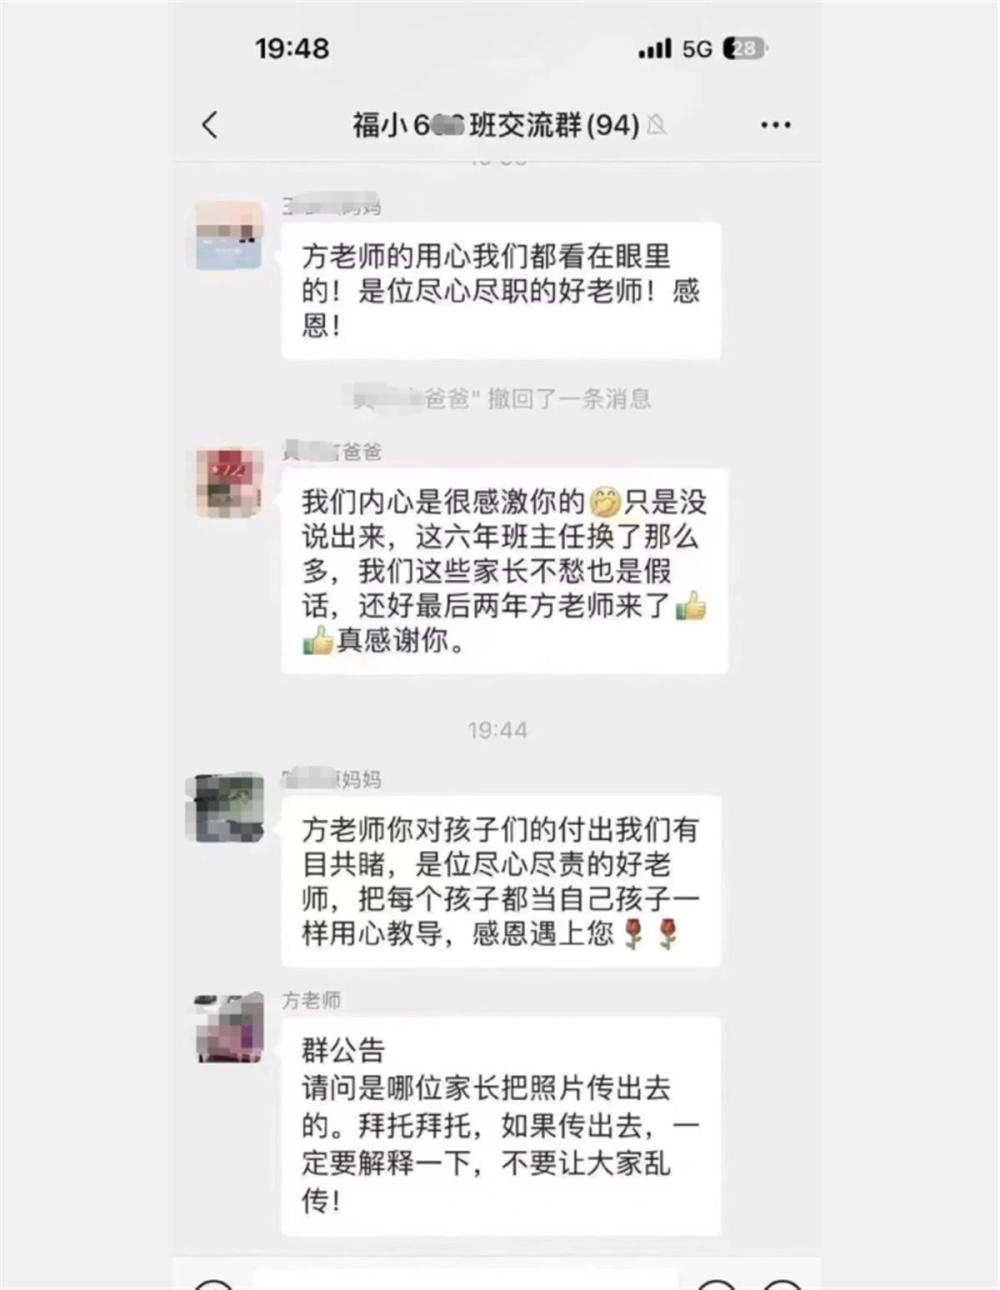 19:48
5G 28
福小6班交流群(94)
妈妈
方老师的用心我们都看在眼里
的！是位尽心尽职的好老师！感
恩！
爸爸" 撤回了一条消息
爸爸
我们内心是很感激你的🤭只是没
说出来，这六年班主任换了那么
多，我们这些家长不愁也是假
话，还好最后两年方老师来了👍
👍真感谢你。
19:44
妈妈
方老师你对孩子们的付出我们有
目共睹，是位尽心尽责的好老
师，把每个孩子都当自己孩子一
样用心教导，感恩遇上您🌹🌹
方老师
群公告
请问是哪位家长把照片传出去
的。拜托拜托，如果传出去，一
定要解释一下，不要让大家乱
传！